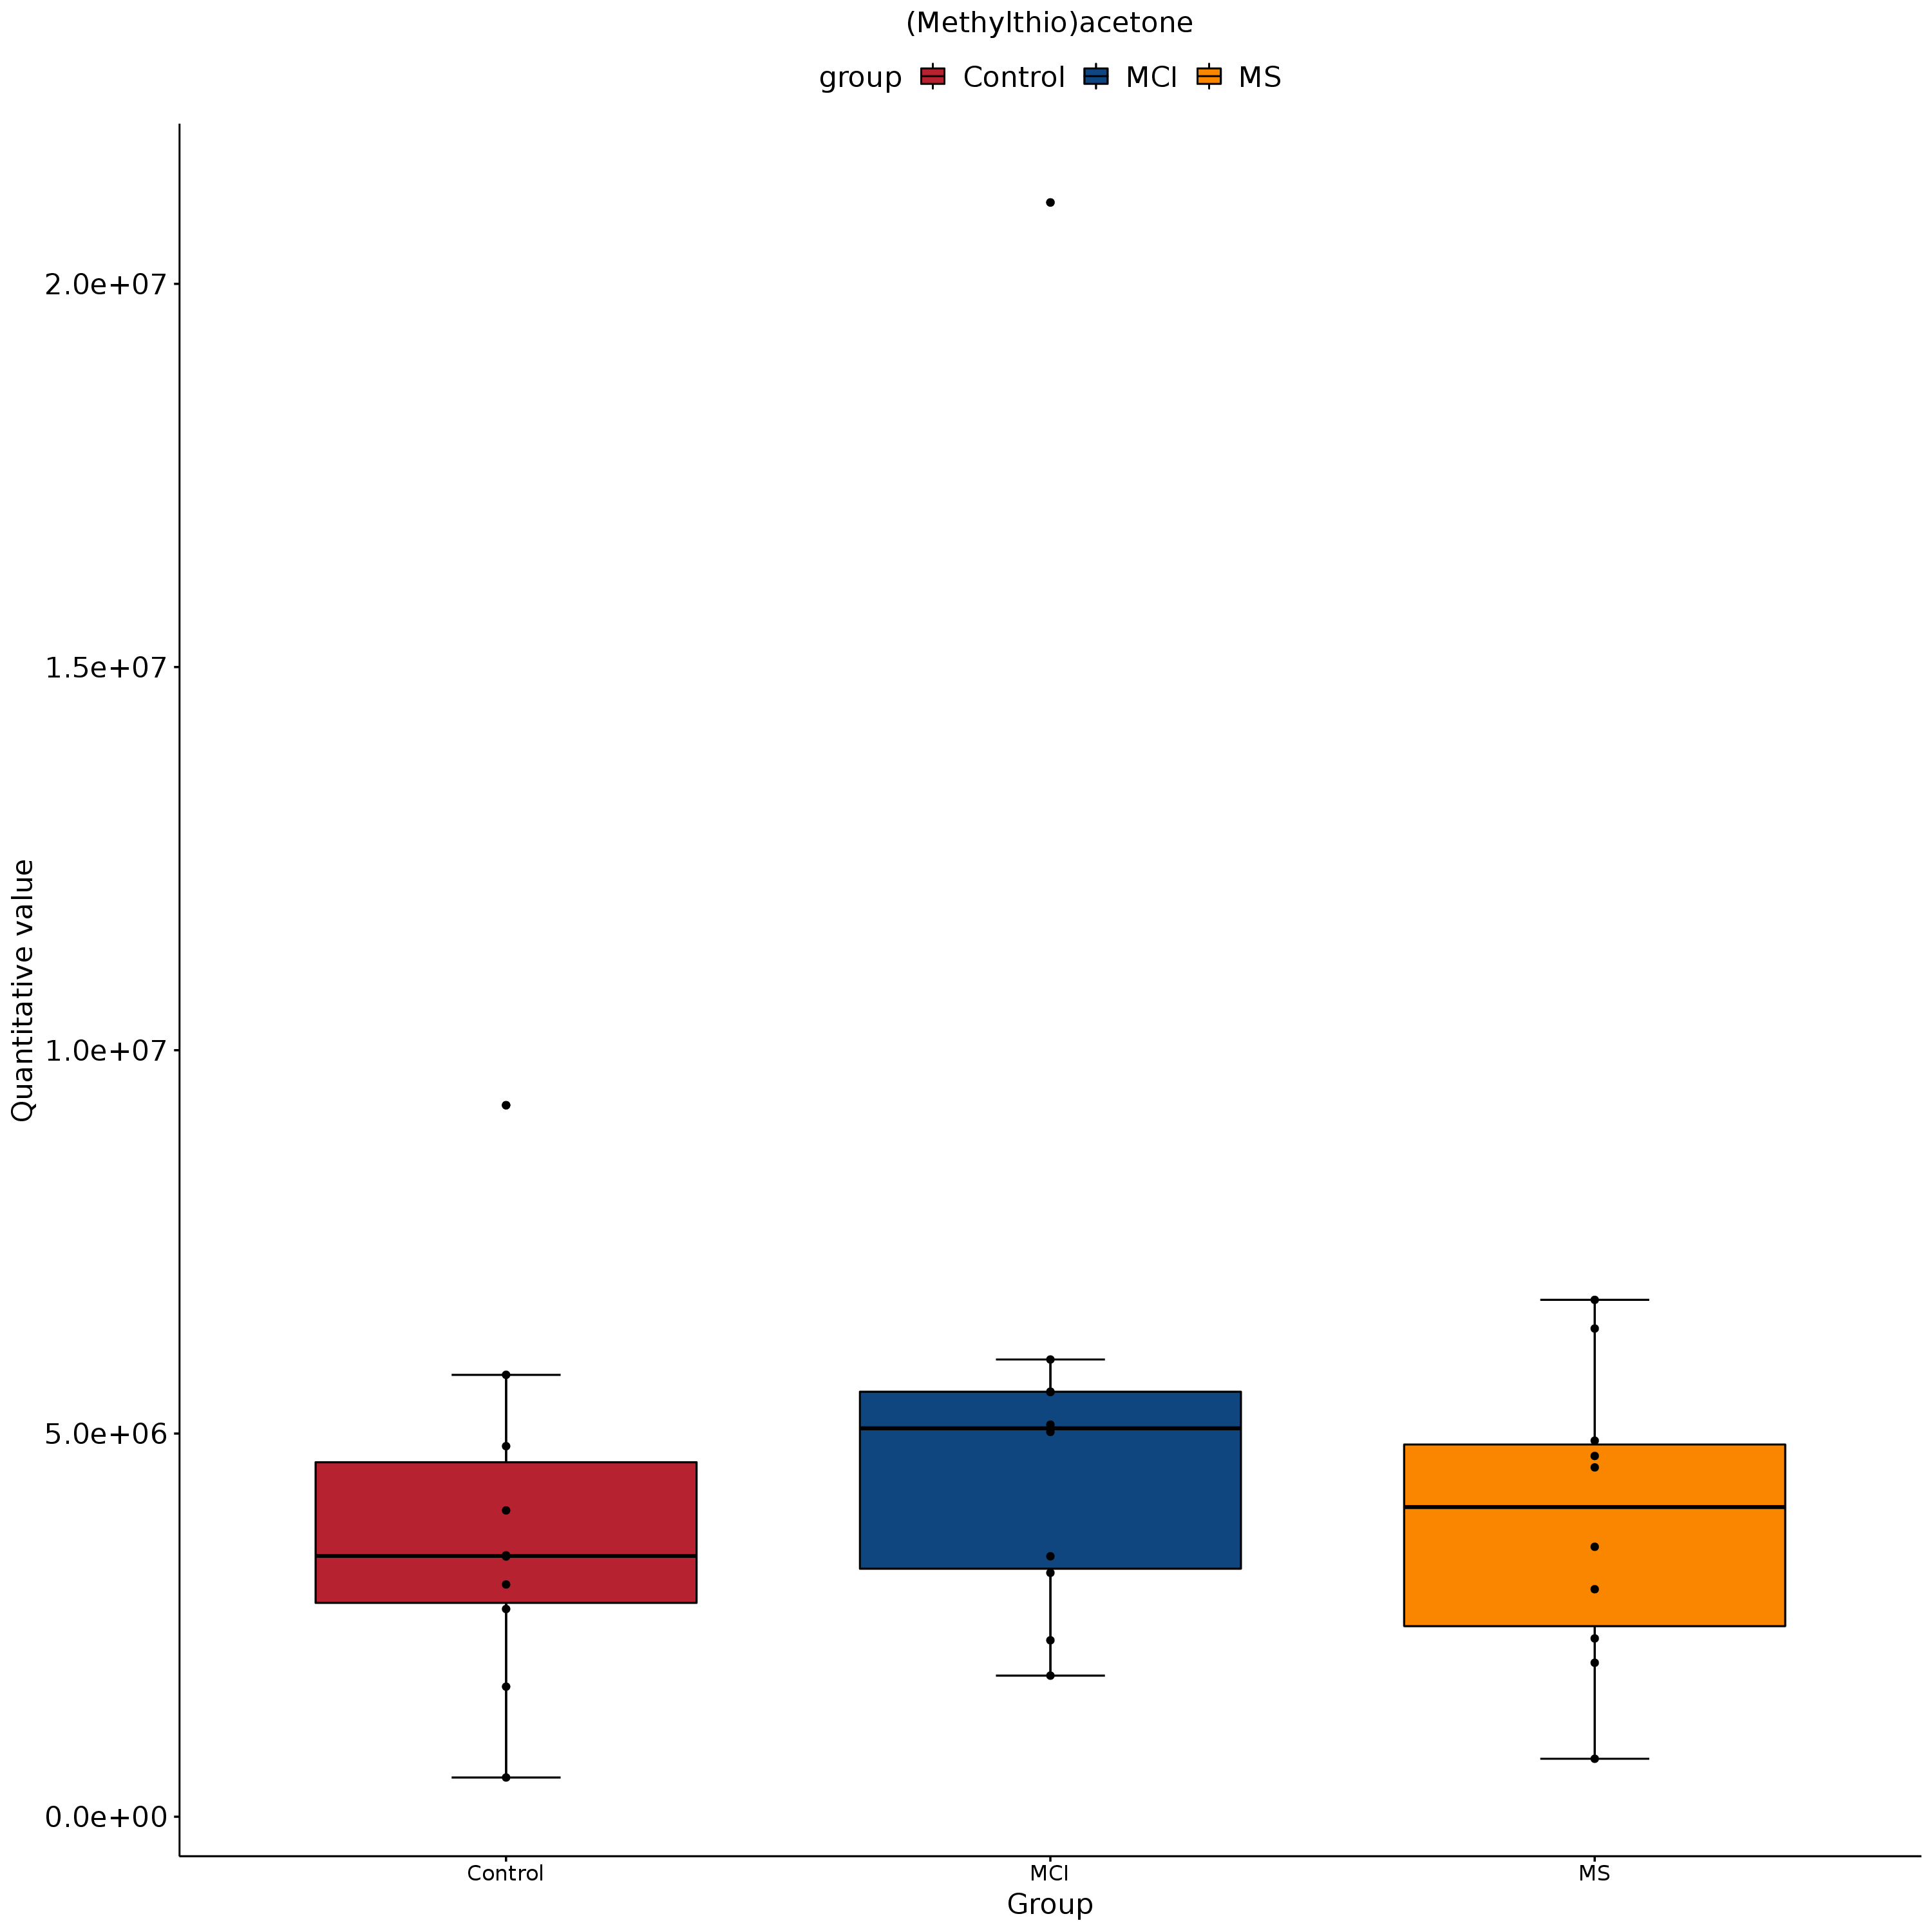 (Methylthio)acetone
group Control MCI MS
Quantitative value
2.0e+07
1.5e+07
1.0e+07
5.0e+06
0.0e+00
Control MCI MS
Group